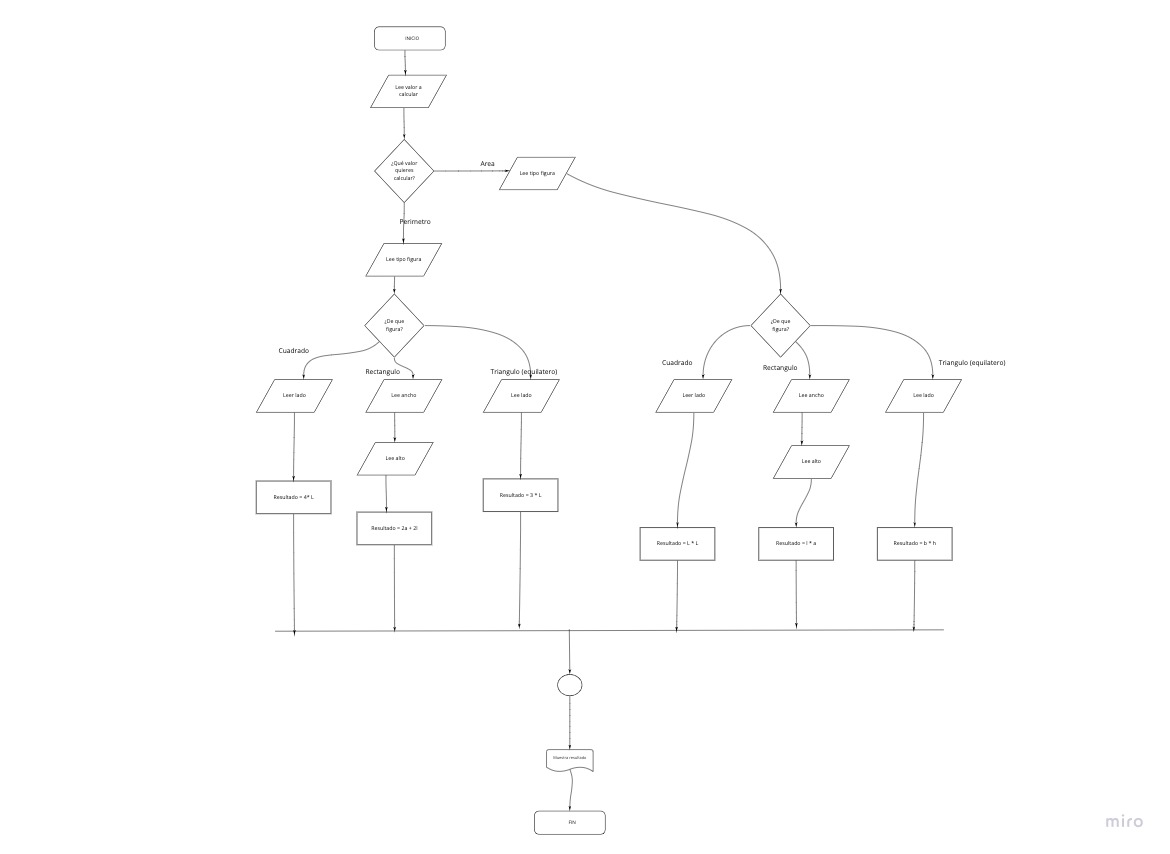 INICIO
Lee valor a
calcular
¿Qué valor
quieres
calcular?
Area
Lee tipo figura
Perimetro
Lee tipo figura
¿De que
figura?
¿De que
figura?
Cuadrado
Rectangulo
Triangulo (equilatero)
Cuadrado
Rectangulo
Triangulo (equilatero)
Leer lado
Lee ancho
Lee lado
Leer lado
Lee ancho
Lee lado
Lee alto
Lee alto
Resultado = 4* L
Resultado = 3 * L
Resultado = 2a + 2l
Resultado = L * L
Resultado = l * a
Resultado = b * h
Muestra resultado
FIN
miro